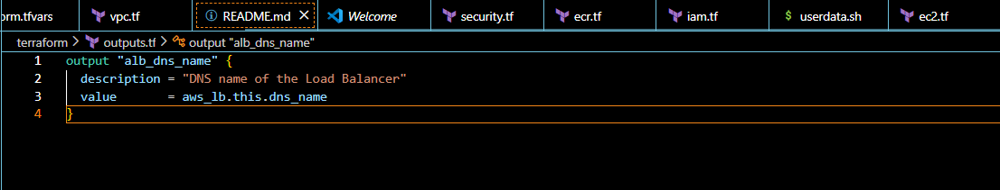 orm.tfvars vpc.tf README.md Welcome security.tf ecr.tf iam.tf $ userdata.sh ec2.tf
terraform > outputs.tf > output "alb_dns_name"
1 output "alb_dns_name" {
2 description = "DNS name of the Load Balancer"
3 value = aws_lb.this.dns_name
4 }